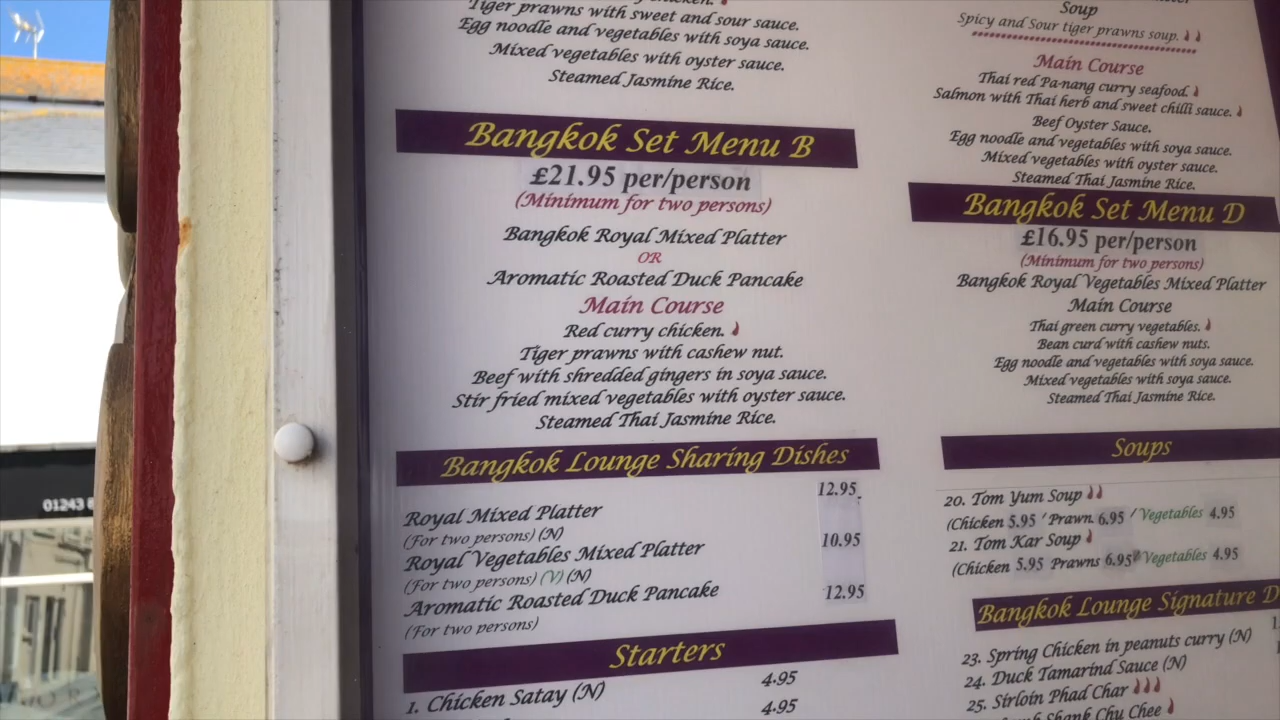 Tiger prawns with sweet and sour sauce.
Egg noodle and vegetables with soya sauce.
Mixed vegetables with oyster sauce.
Steamed Jasmine Rice.
Bangkok Set Menu B
£21.95 per/person
(Minimum for two persons)
Bangkok Royal Mixed Platter
OR
Aromatic Roasted Duck Pancake
Main Course
Red curry chicken.
Tiger prawns with cashew nut.
Beef with shredded gingers in soya sauce.
Stir fried mixed vegetables with oyster sauce.
Steamed Thai Jasmine Rice.
Bangkok Lounge Sharing Dishes
Royal Mixed Platter 12.95
(For two persons) (N)
Royal Vegetables Mixed Platter 10.95
(For two persons) (V) (N)
Aromatic Roasted Duck Pancake 12.95
(For two persons)
Starters
1. Chicken Satay (N) 4.95
4.95
Soup
Spicy and Sour tiger prawns soup.
Main Course
Thai red Pa-nang curry seafood.
Salmon with Thai herb and sweet chilli sauce.
Beef Oyster Sauce.
Egg noodle and vegetables with soya sauce.
Mixed vegetables with oyster sauce.
Steamed Thai Jasmine Rice.
Bangkok Set Menu D
£16.95 per/person
(Minimum for two persons)
Bangkok Royal Vegetables Mixed Platter
Main Course
Thai green curry vegetables.
Bean curd with cashew nuts.
Egg noodle and vegetables with soya sauce.
Mixed vegetables with soya sauce.
Steamed Thai Jasmine Rice.
Soups
20. Tom Yum Soup
(Chicken 5.95 / Prawn 6.95 / Vegetables 4.95
21. Tom Kar Soup
(Chicken 5.95 Prawns 6.95 Vegetables 4.95
Bangkok Lounge Signature D
23. Spring Chicken in peanuts curry (N)
24. Duck Tamarind Sauce (N)
25. Sirloin Phad Char
Shank Chu Chee
01243